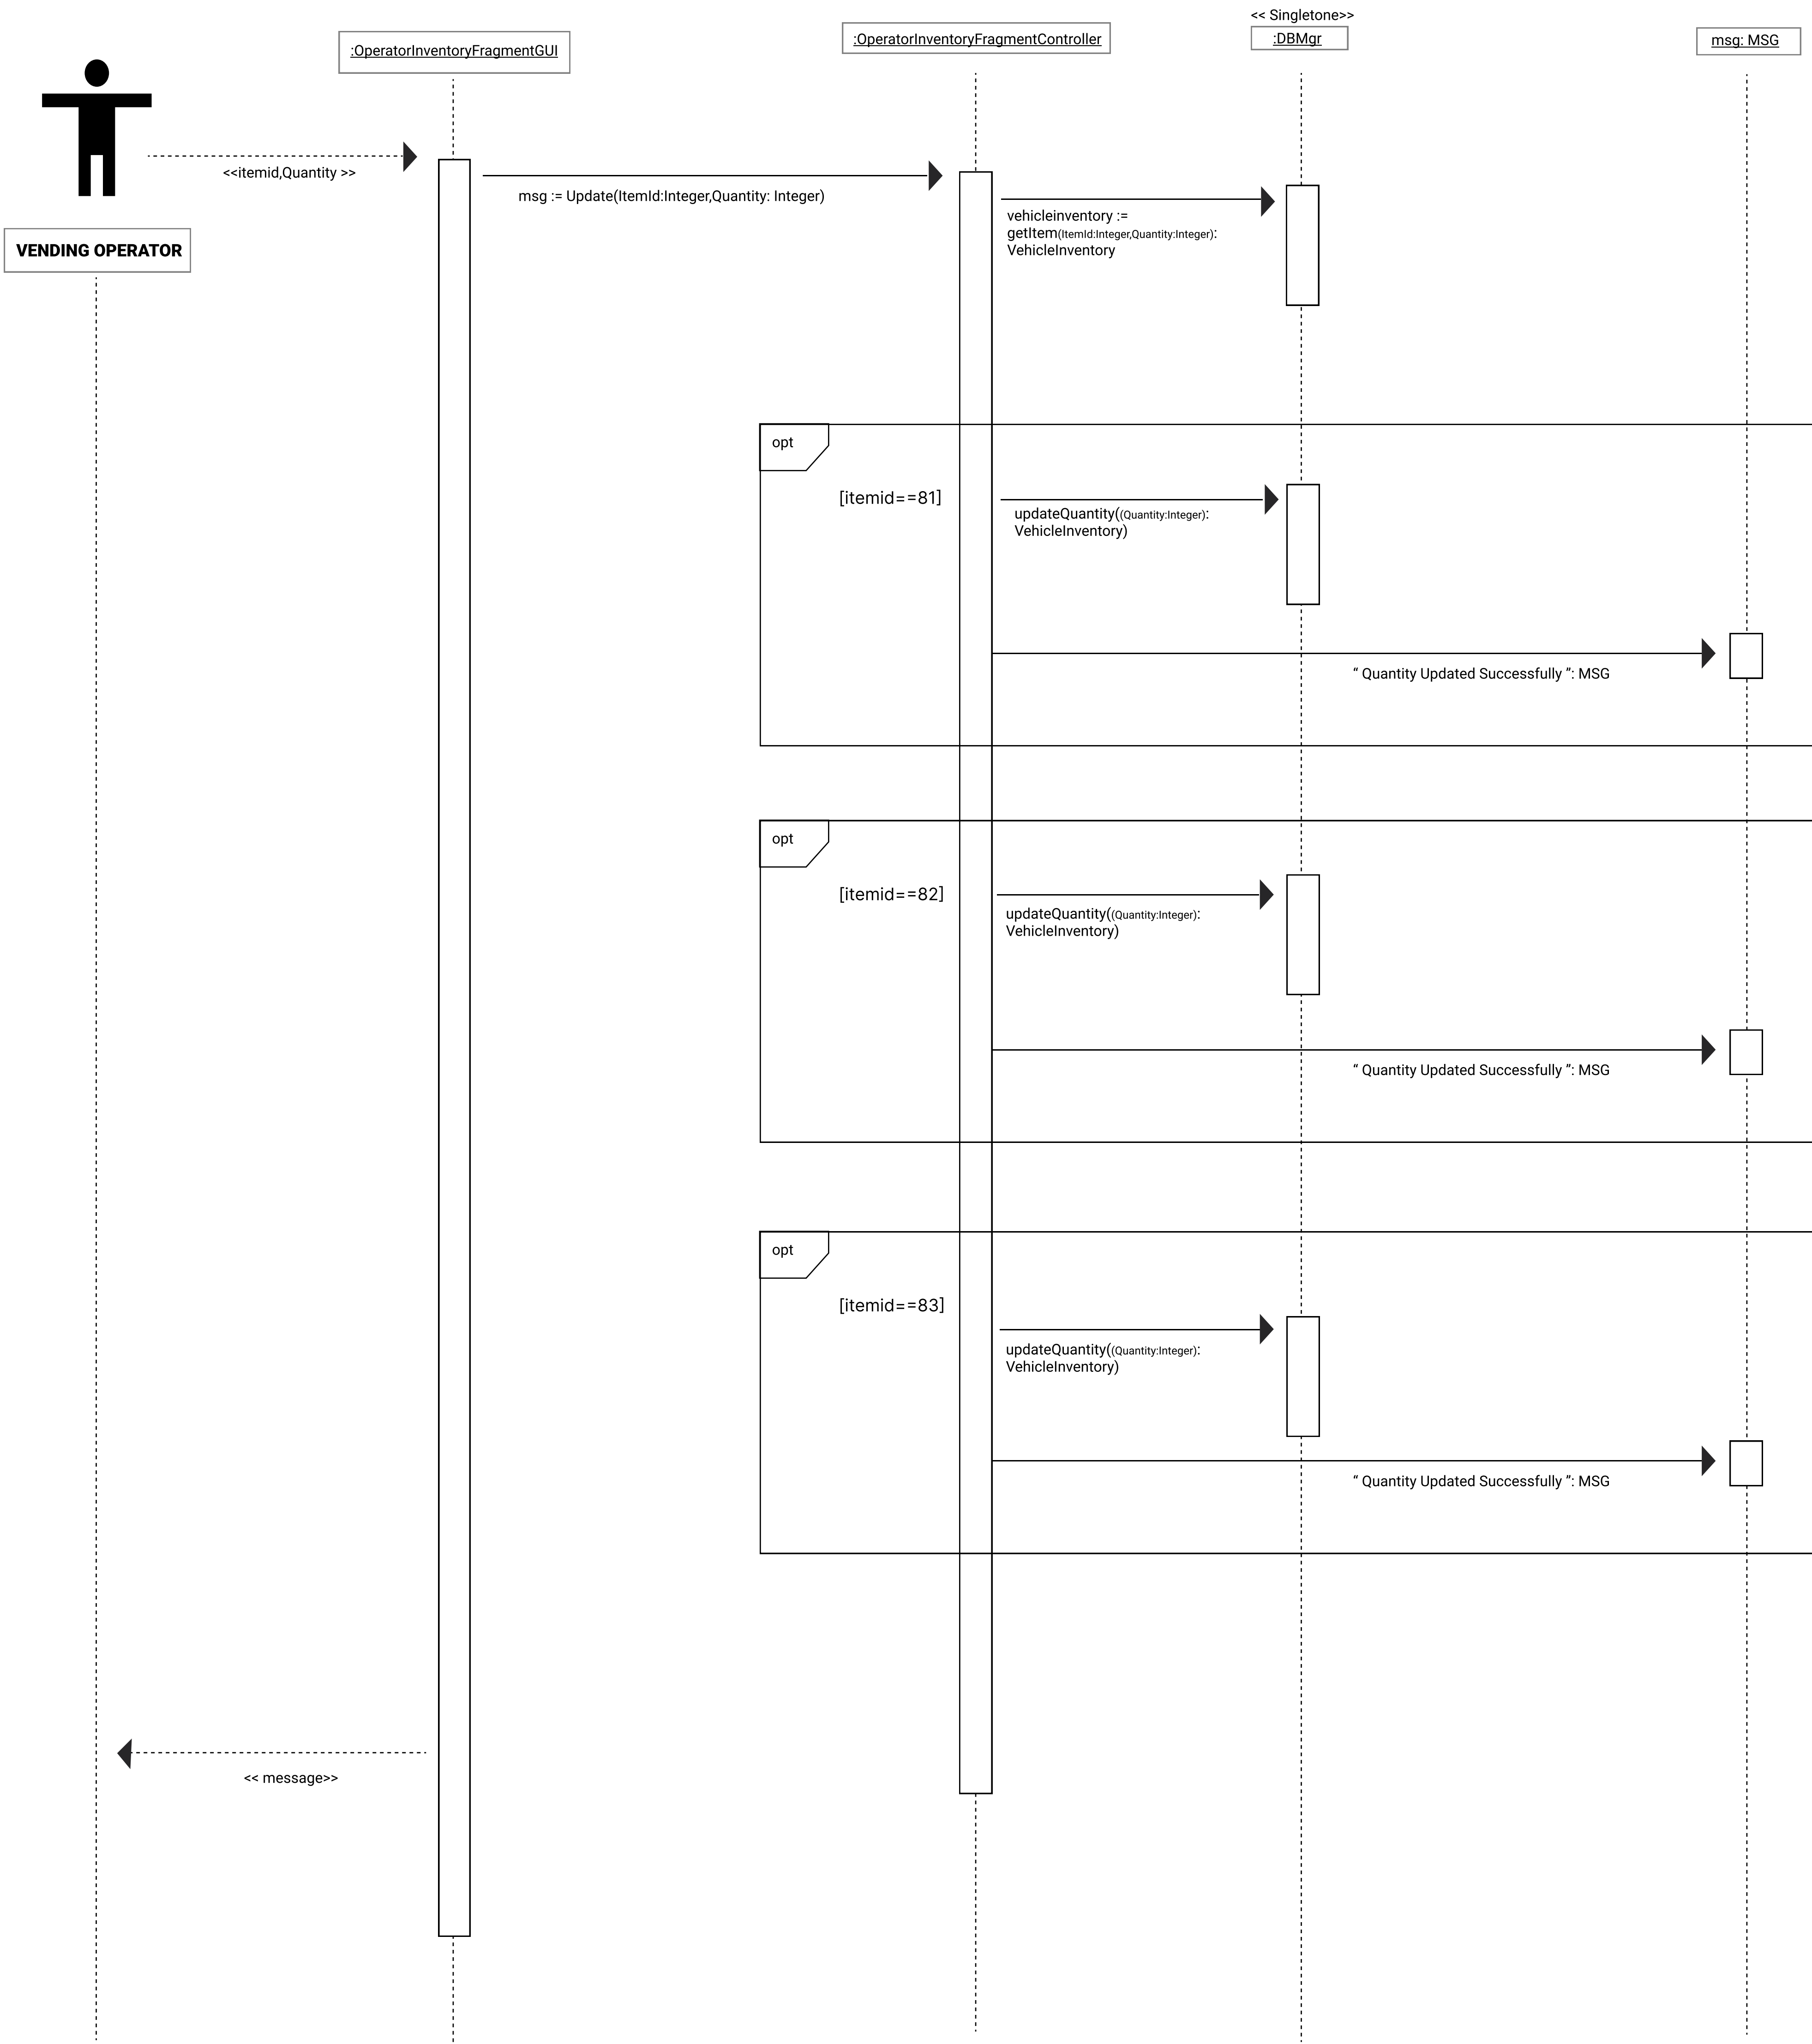 << Singletone>>
:OperatorInventoryFragmentGUI
:OperatorInventoryFragmentController
:DBMgr
msg: MSG
<<itemid,Quantity >>
msg := Update(ItemId:Integer,Quantity: Integer)
vehicleinventory :=
getItem(ItemId:Integer,Quantity:Integer):
VehicleInventory
VENDING OPERATOR
opt
[itemid==81]
updateQuantity((Quantity:Integer):
VehicleInventory)
“ Quantity Updated Successfully ”: MSG
opt
[itemid==82]
updateQuantity((Quantity:Integer):
VehicleInventory)
“ Quantity Updated Successfully ”: MSG
opt
[itemid==83]
updateQuantity((Quantity:Integer):
VehicleInventory)
“ Quantity Updated Successfully ”: MSG
<< message>>